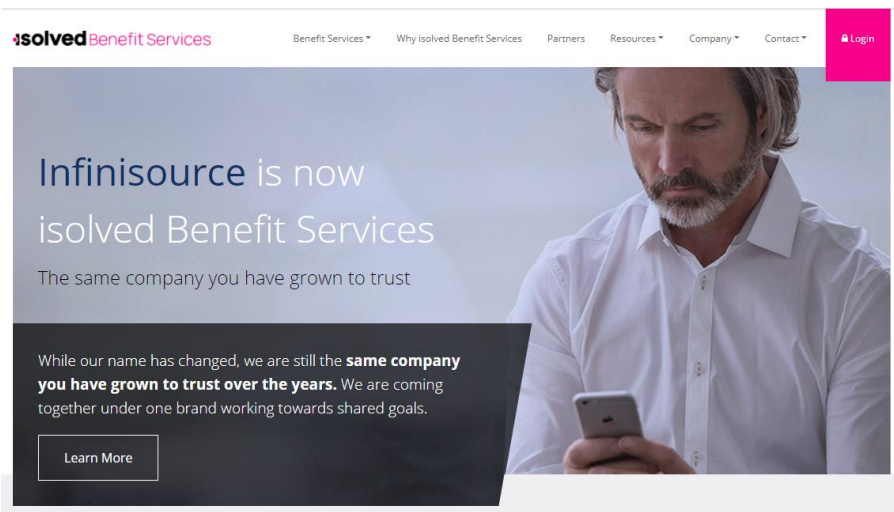 isolved Benefit Services
Benefit Services
Why isolved Benefit Services
Partners
Resources
Company
Contact
Login
Infinisource is now
isolved Benefit Services
The same company you have grown to trust
While our name has changed, we are still the same company
you have grown to trust over the years. We are coming
together under one brand working towards shared goals.
Learn More